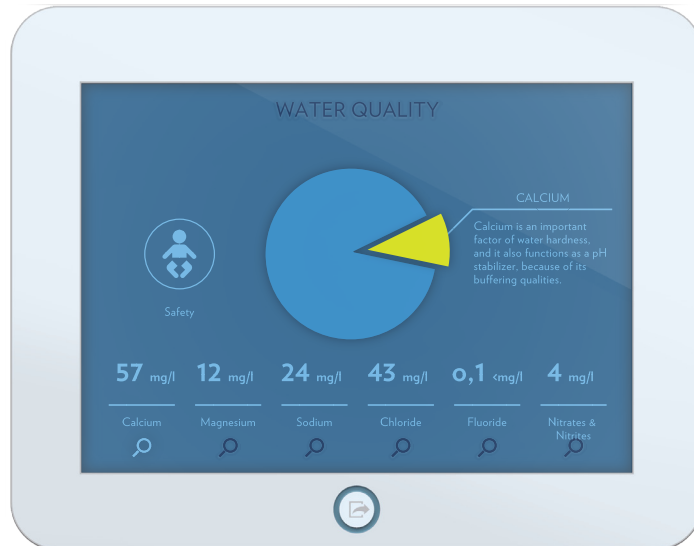 WATER QUALITY
CALCIUM
Calcium is an important
factor of water hardness,
and it also functions as a pH
stabilizer, because of its
buffering qualities.
Safety
57 mg/l 12 mg/l 24 mg/l 43 mg/l 0,1 <mg/l 4 mg/l
Calcium Magnesium Sodium Chloride Fluoride Nitrates &
Nitrites